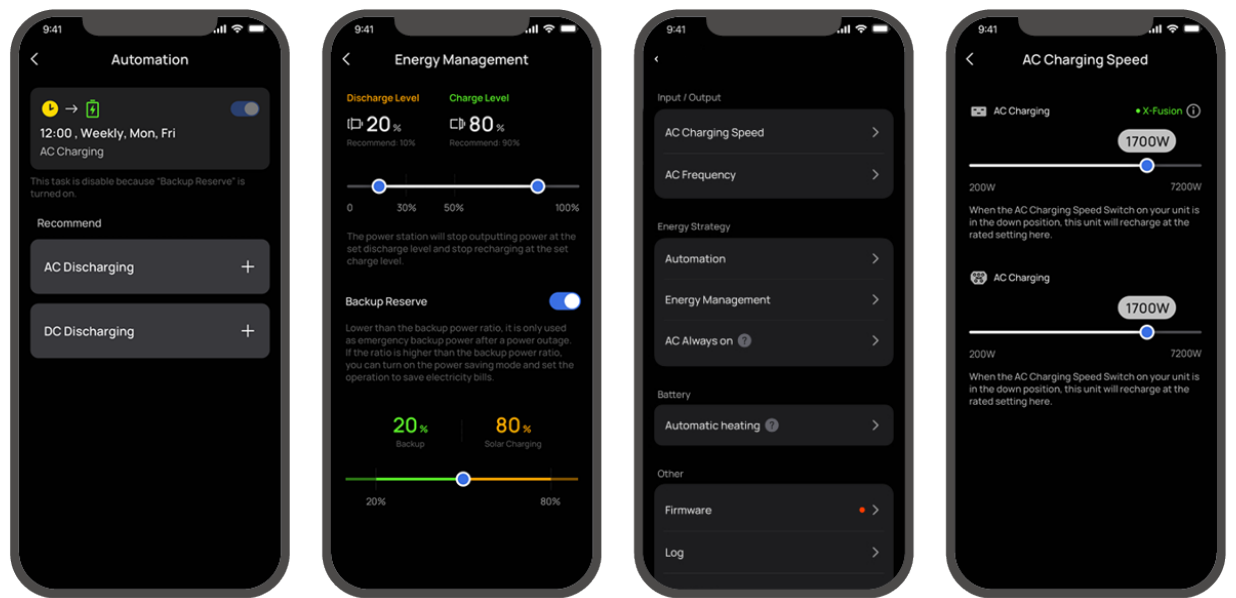 9:41
Automation
12:00 , Weekly, Mon, Fri
AC Charging
This task is disable because "Backup Reserve" is
turned on.
Recommend
AC Discharging
DC Discharging
9:41
Energy Management
Discharge Level Charge Level
20 % 80 %
Recommend: 10% Recommend: 90%
0 30% 50% 100%
The power station will stop outputting power at the
set discharge level and stop recharging at the set
charge level.
Backup Reserve
Lower than the backup power ratio, it is only used
as emergency backup power after a power outage.
If the ratio is higher than the backup power ratio,
you can turn on the power saving mode and set the
operation to save electricity bills.
20 % 80 %
Backup Solar Charging
20% 80%
9:41
Input / Output
AC Charging Speed
AC Frequency
Energy Strategy
Automation
Energy Management
AC Always on ?
Battery
Automatic heating ?
Other
Firmware
Log
9:41
AC Charging Speed
AC Charging • X-Fusion i
1700W
200W 7200W
When the AC Charging Speed Switch on your unit is
in the down position, this unit will recharge at the
rated setting here.
AC Charging
1700W
200W 7200W
When the AC Charging Speed Switch on your unit is
in the down position, this unit will recharge at the
rated setting here.